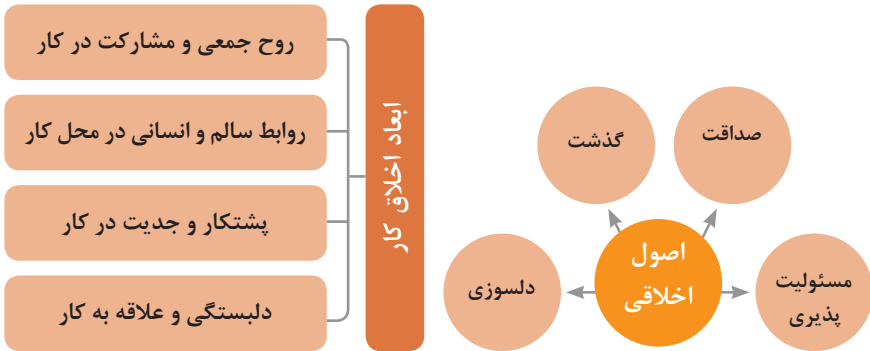 صداقت
گذشت
اصول
اخلاقی
مسئولیت
پذیری
دلسوزی
ابعاد اخلاق کار
روح جمعی و مشارکت در کار
روابط سالم و انسانی در محل کار
پشتکار و جدیت در کار
دلبستگی و علاقه به کار